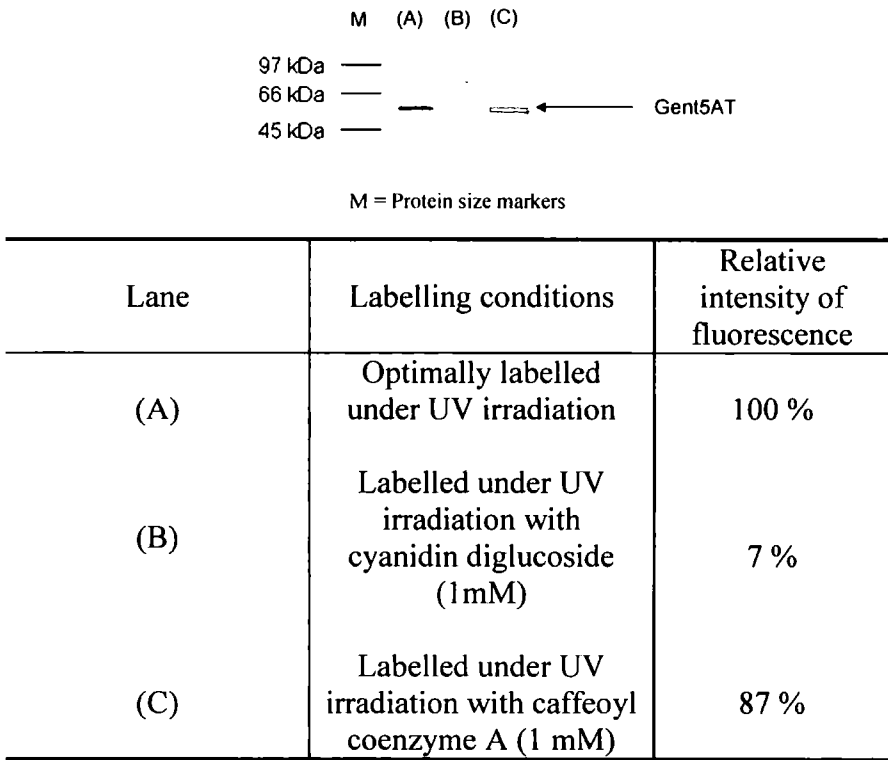 M (A) (B) (C)
97 kDa
66 kDa
Gent5AT
45 kDa
M = Protein size markers
Lane
Labelling conditions
Relative
intensity of
fluorescence
(A)
Optimally labelled
under UV irradiation
100 %
(B)
Labelled under UV
irradiation with
cyanidin diglucoside
(1mM)
7 %
(C)
Labelled under UV
irradiation with caffeoyl
coenzyme A (1 mM)
87 %